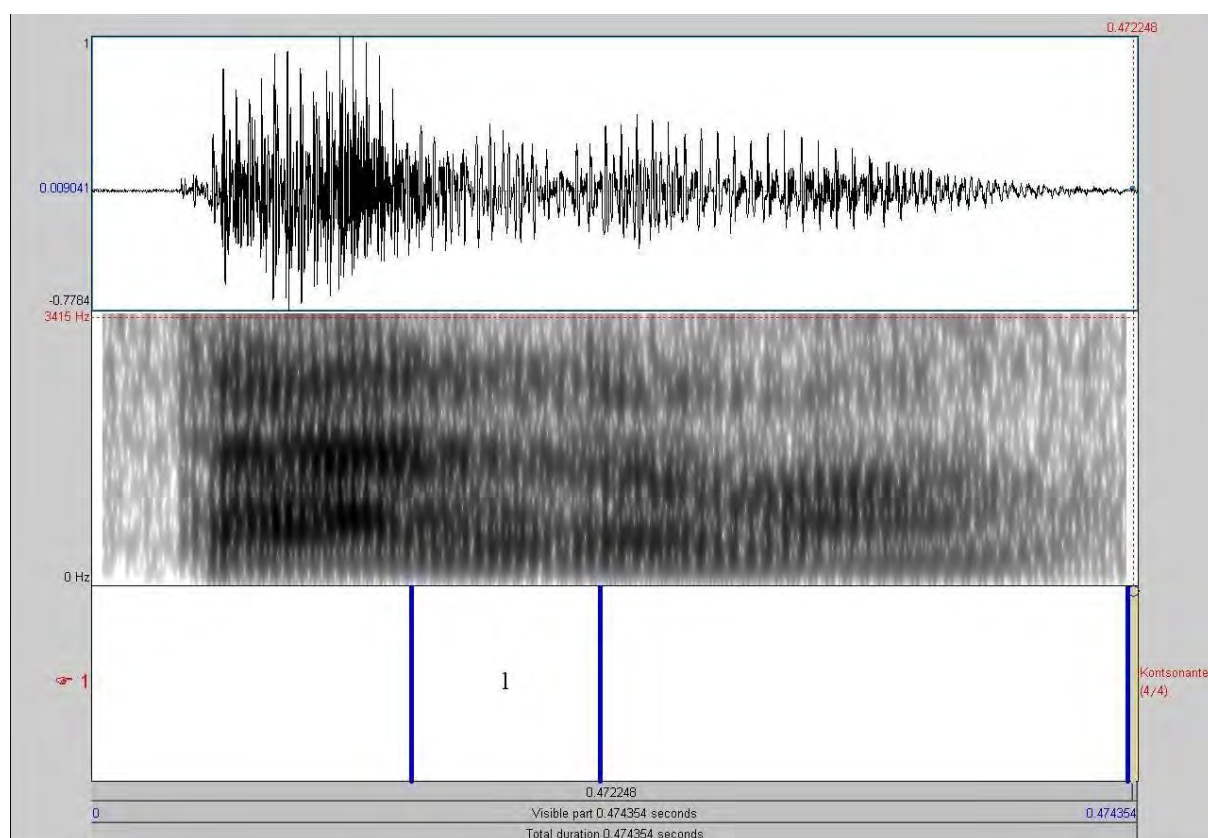 0.472248
1
0.009041
-0.7784
3415 Hz
0 Hz
☞ 1
l
Kontsonante
(4/4)
0.472248
0 Visible part 0.474354 seconds 0.474354
Total duration 0.474354 seconds